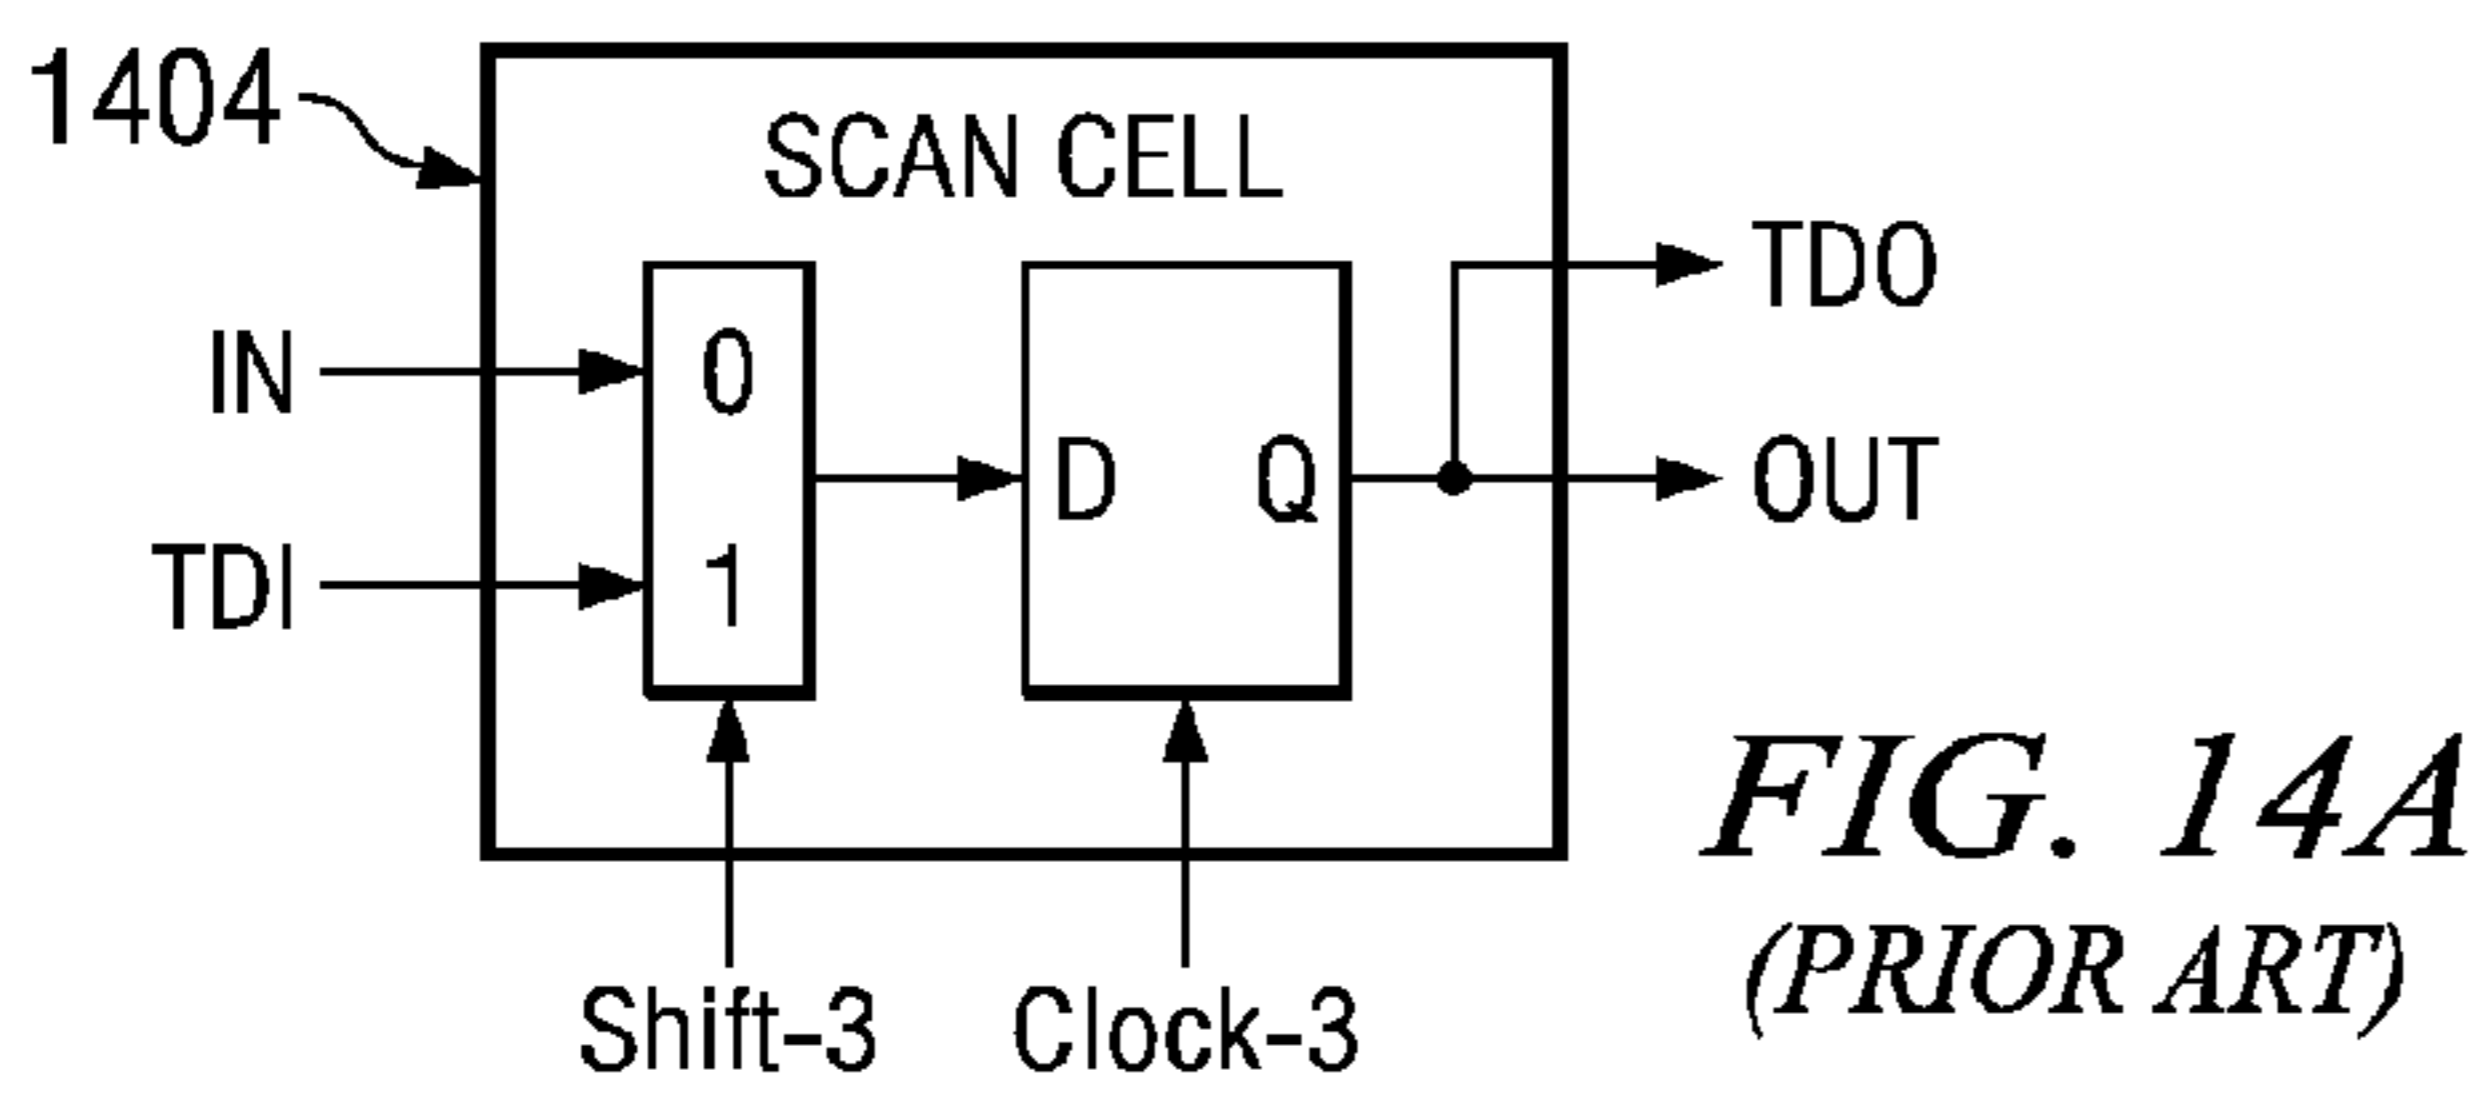 1404
SCAN CELL
TDO
IN
0
D Q
OUT
TDI
1
Shift-3
Clock-3
FIG. 14A
(PRIOR ART)